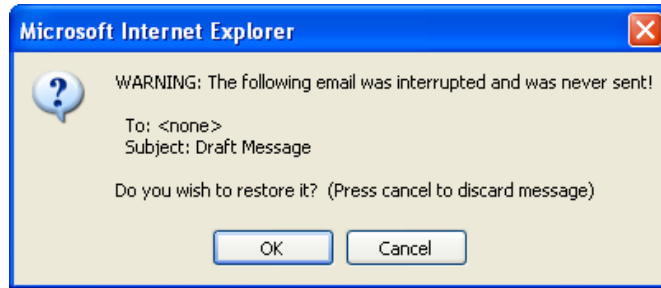 Microsoft Internet Explorer
WARNING: The following email was interrupted and was never sent!
To: <none>
Subject: Draft Message
Do you wish to restore it? (Press cancel to discard message)
OK
Cancel